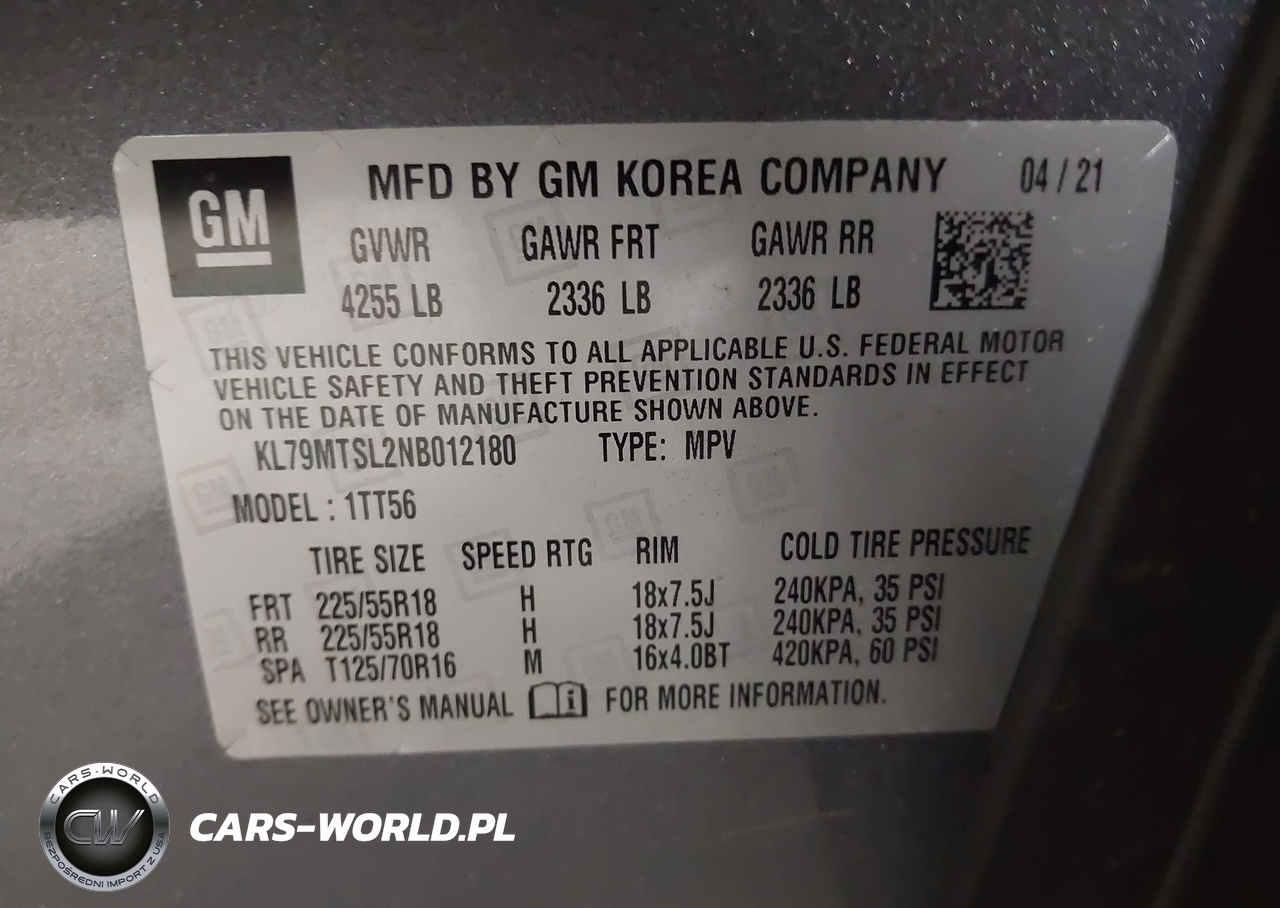 GM
MFD BY GM KOREA COMPANY 04 / 21
GVWR GAWR FRT GAWR RR
4255 LB 2336 LB 2336 LB
THIS VEHICLE CONFORMS TO ALL APPLICABLE U.S. FEDERAL MOTOR
VEHICLE SAFETY AND THEFT PREVENTION STANDARDS IN EFFECT
ON THE DATE OF MANUFACTURE SHOWN ABOVE.
KL79MTSL2NB012180 TYPE: MPV
MODEL : 1TT56
TIRE SIZE SPEED RTG RIM COLD TIRE PRESSURE
FRT 225/55R18 H 18x7.5J 240KPA, 35 PSI
RR 225/55R18 H 18x7.5J 240KPA, 35 PSI
SPA T125/70R16 M 16x4.0BT 420KPA, 60 PSI
SEE OWNER'S MANUAL FOR MORE INFORMATION.
CARS-WORLD
CW
BEZPOŚREDNI IMPORT Z USA
CARS-WORLD.PL